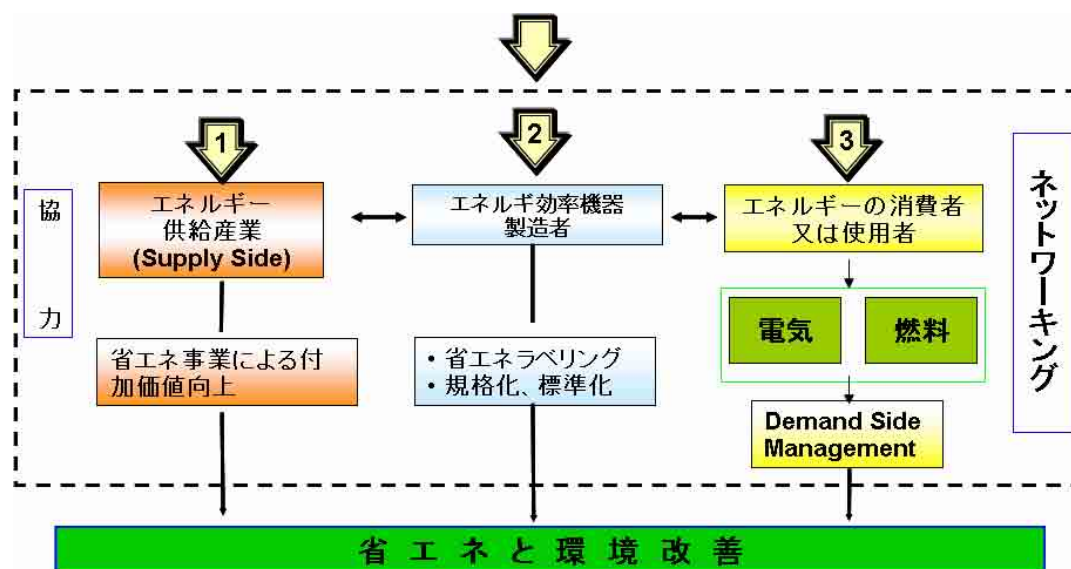 1
2
3
協
力
エネルギー
供給産業
(Supply Side)
エネルギ効率機器
製造者
エネルギーの消費者
又は使用者
ネットワーキング
電気
燃料
省エネ事業による付
加価値向上
・省エネラベリング
・規格化、標準化
Demand Side
Management
省エネと環境改善